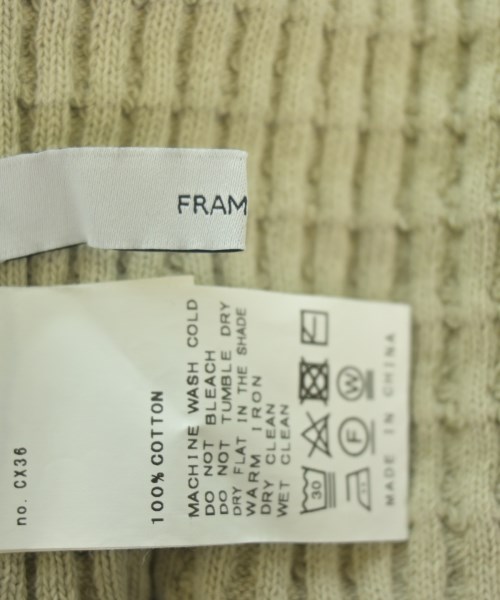 FRAM
no. CX36
100% COTTON
MACHINE WASH COLD
DO NOT BLEACH
DO NOT TUMBLE DRY
DRY FLAT IN THE SHADE
WARM IRON
DRY CLEAN
WET CLEAN
30
F
W
MADE IN CHINA